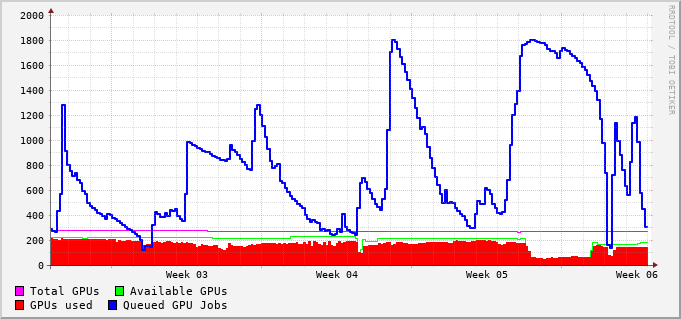 2000
1800
1600
1400
1200
1000
800
600
400
200
0
Week 03 Week 04 Week 05 Week 06
Total GPUs Available GPUs
GPUs used Queued GPU Jobs
RRDTOOL / TOBI OETIKER